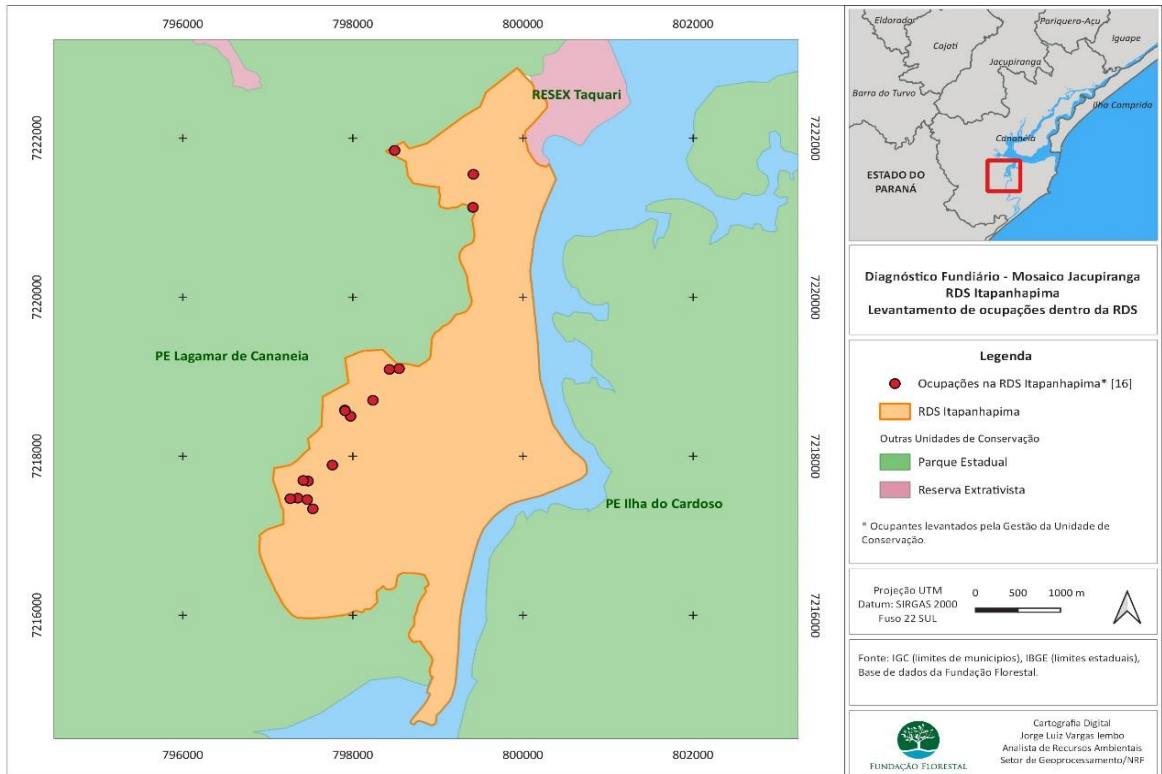 796000
798000
800000
802000
7222000
7222000
7220000
7220000
7218000
7218000
7216000
7216000
RESEX Taquari
PE Lagamar de Cananeia
PE Ilha do Cardoso
796000
798000
800000
802000
Eldorado
Pariquera-Açu
Cajati
Iguape
Jacupiranga
Barra do Turvo
Ilha Comprida
Cananéia
ESTADO DO
PARANÁ
Diagnóstico Fundiário - Mosaico Jacupiranga
RDS Itapanhapima
Levantamento de ocupações dentro da RDS
Legenda
Ocupações na RDS Itapanhapima* [16]
RDS Itapanhapima
Outras Unidades de Conservação
Parque Estadual
Reserva Extrativista
* Ocupantes levantados pela Gestão da Unidade de
Conservação.
Projeção UTM
Datum: SIRGAS 2000
Fuso 22 SUL
0 500 1000 m
Fonte: IGC (limites de municípios), IBGE (limites estaduais),
Base de dados da Fundação Florestal.
FUNDAÇÃO FLORESTAL
Cartografia Digital
Jorge Luiz Vargas Iembo
Analista de Recursos Ambientais
Setor de Geoprocessamento/NRF